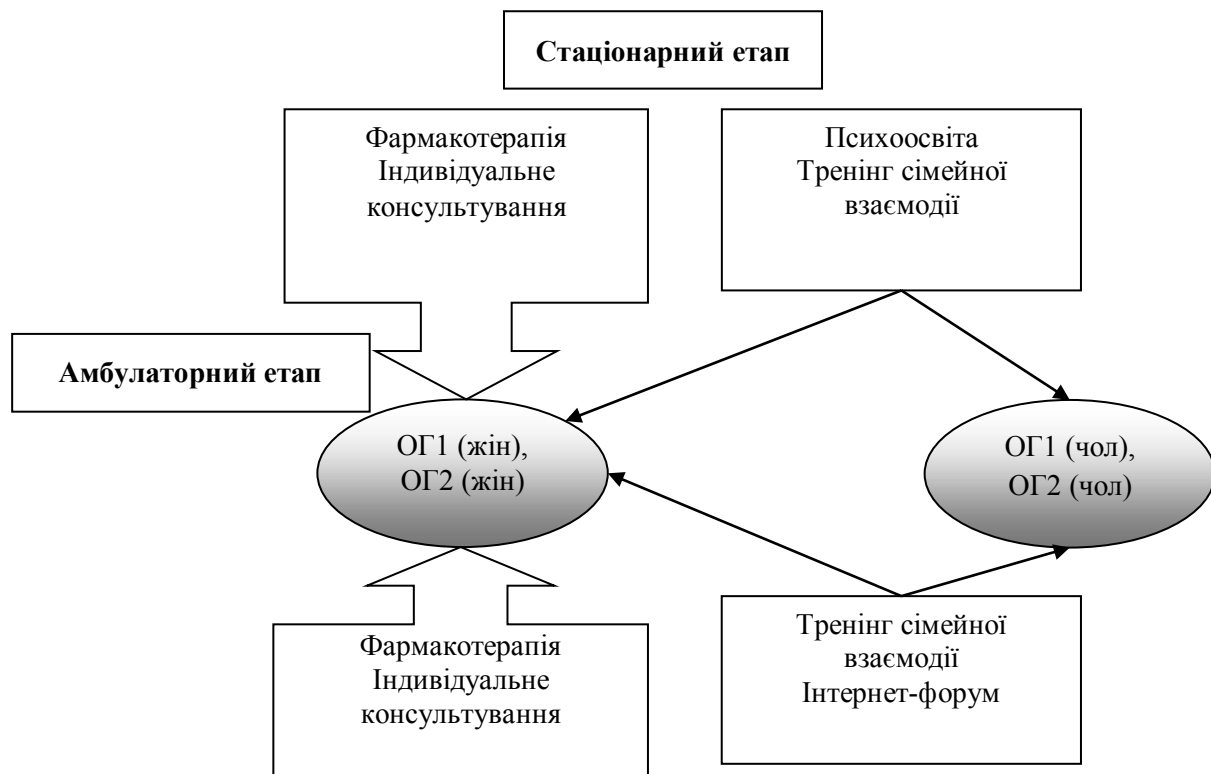 Стаціонарний етап
Фармакотерапія
Індивідуальне
консультування
Психоосвіта
Тренінг сімейної
взаємодії
Амбулаторний етап
ОГ1 (жін),
ОГ2 (жін)
ОГ1 (чол),
ОГ2 (чол)
Фармакотерапія
Індивідуальне
консультування
Тренінг сімейної
взаємодії
Інтернет-форум